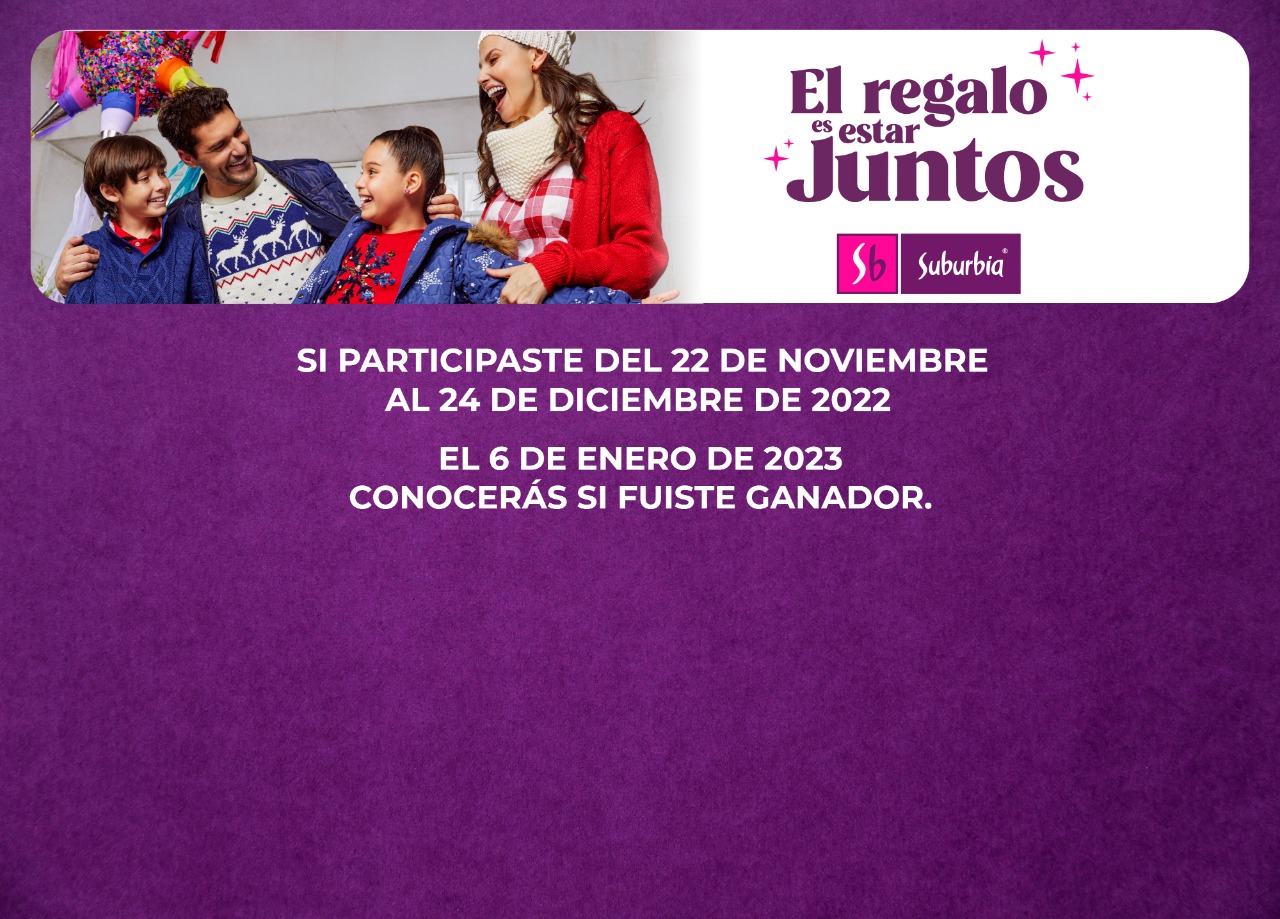 El regalo
es estar
Juntos
Sb Suburbia®
SI PARTICIPASTE DEL 22 DE NOVIEMBRE
AL 24 DE DICIEMBRE DE 2022
EL 6 DE ENERO DE 2023
CONOCERÁS SI FUISTE GANADOR.